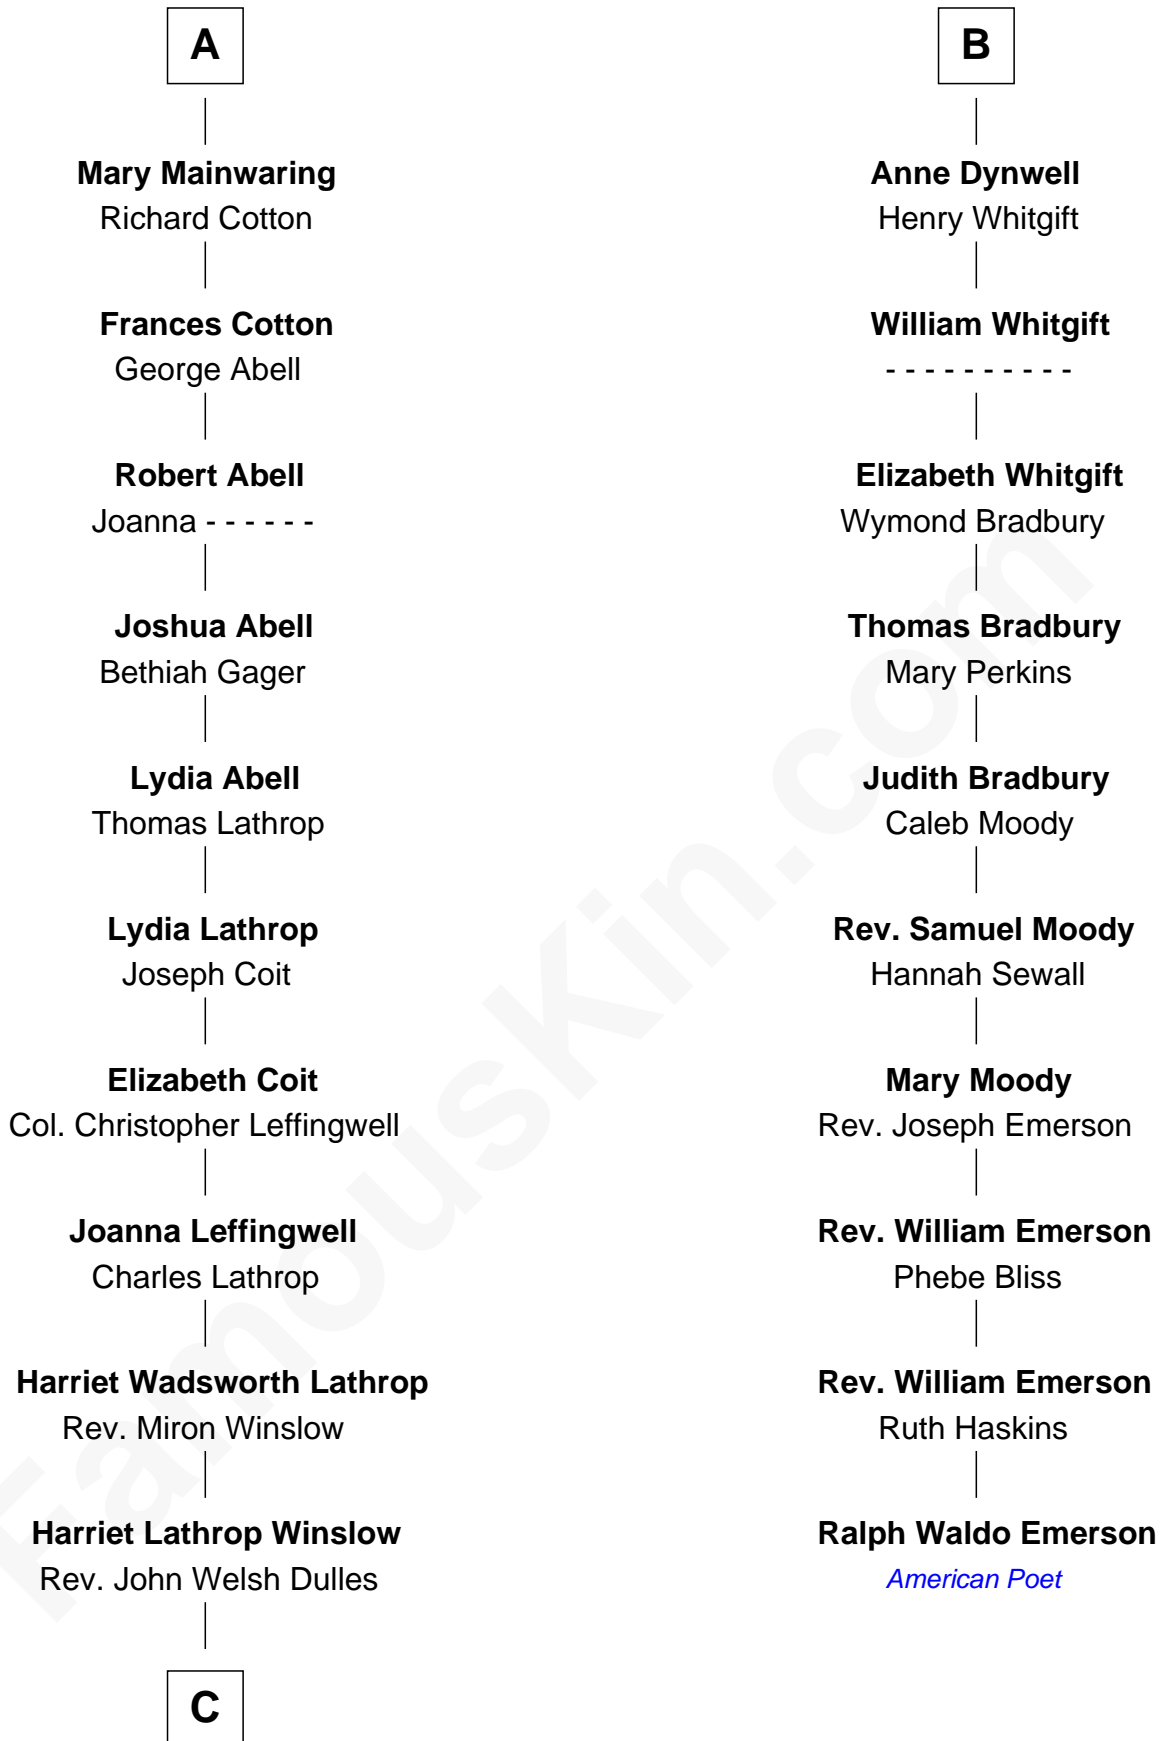 A
Mary Mainwaring
Richard Cotton
Frances Cotton
George Abell
Robert Abell
Joanna - - - - - -
Joshua Abell
Bethiah Gager
Lydia Abell
Thomas Lathrop
Lydia Lathrop
Joseph Coit
Elizabeth Coit
Col. Christopher Leffingwell
Joanna Leffingwell
Charles Lathrop
Harriet Wadsworth Lathrop
Rev. Miron Winslow
Harriet Lathrop Winslow
Rev. John Welsh Dulles
C
B
Anne Dynwell
Henry Whitgift
William Whitgift
- - - - - - - - - -
Elizabeth Whitgift
Wymond Bradbury
Thomas Bradbury
Mary Perkins
Judith Bradbury
Caleb Moody
Rev. Samuel Moody
Hannah Sewall
Mary Moody
Rev. Joseph Emerson
Rev. William Emerson
Phebe Bliss
Rev. William Emerson
Ruth Haskins
Ralph Waldo Emerson
American Poet
FamousKin.com